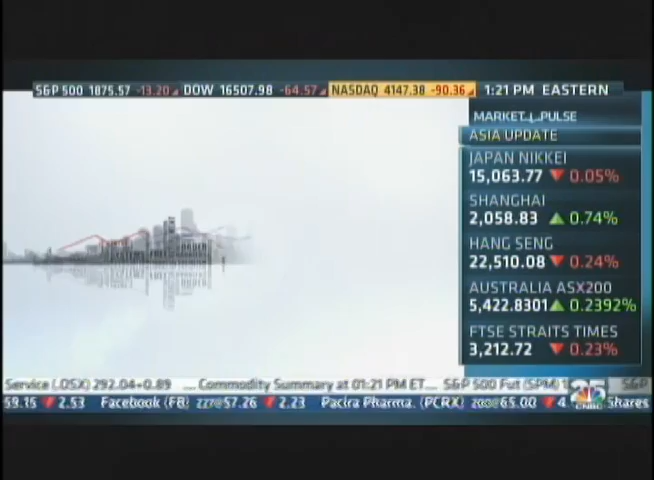 S&P 500 1875.57 -13.20 DOW 16507.98 -64.57 NASDAQ 4147.38 -90.36 1:21 PM EASTERN
MARKET PULSE
ASIA UPDATE
JAPAN NIKKEI
15,063.77 ▼ 0.05%
SHANGHAI
2,058.83 ▲ 0.74%
HANG SENG
22,510.08 ▼ 0.24%
AUSTRALIA ASX200
5,422.8301 ▲ 0.2392%
FTSE STRAITS TIMES
3,212.72 ▼ 0.23%
Service (.OSX) 292.04+0.89 ....Commodity Summary at 01:21 PM ET... S&P 500 Fut (SPM) 1 25 S&P
59.15 ▼ 2.53 Facebook (FB) @57.26 ▼ 2.23 Pacira Pharma. (PCRX) @65.00 ▼ 4 CNBC Shares